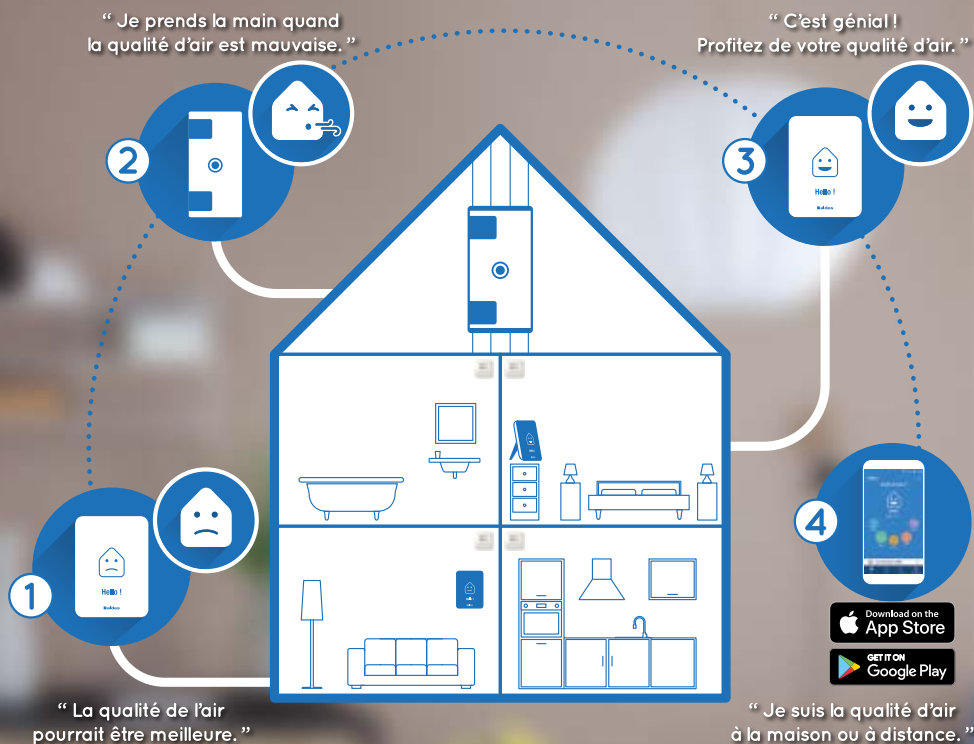 “ Je prends la main quand
la qualité d’air est mauvaise. ”
“ C’est génial !
Profitez de votre qualité d’air. ”
2
3
Hello !
1
Hello !
4
Download on the
App Store
GET IT ON
Google Play
“ La qualité de l’air
pourrait être meilleure. ”
“ Je suis la qualité d’air
à la maison ou à distance. ”